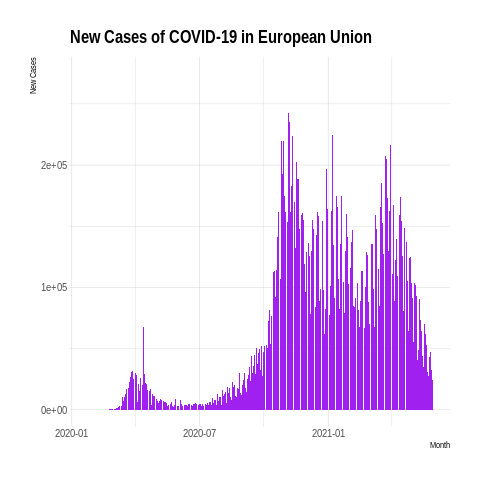 New Cases of COVID-19 in European Union
New Cases
2e+05
1e+05
0e+00
2020-01
2020-07
2021-01
Month